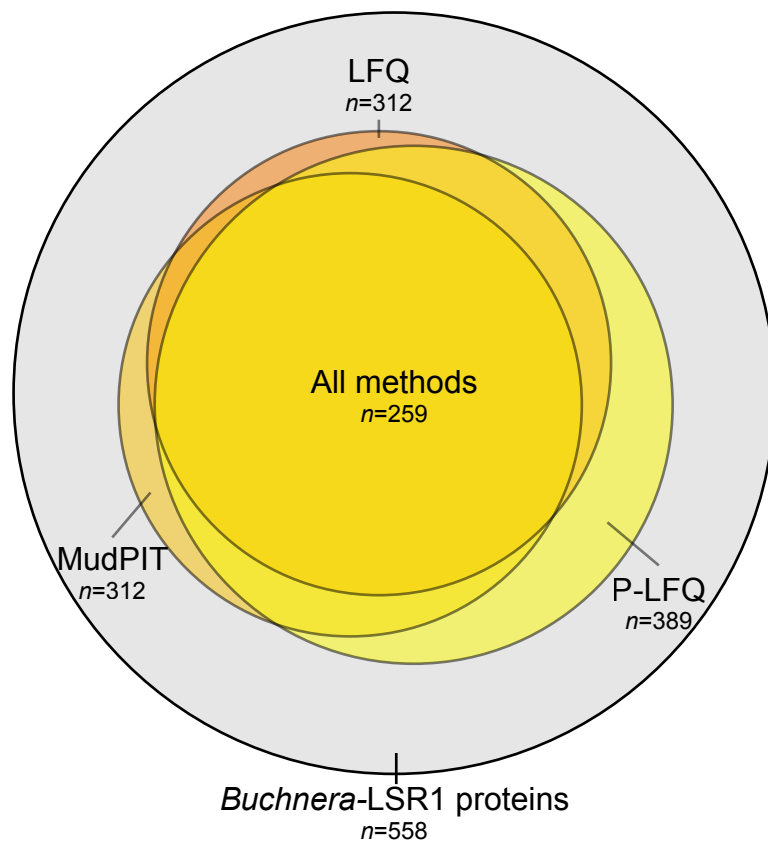 LFQ
n=312
All methods
n=259
MudPIT
n=312
P-LFQ
n=389
Buchnera-LSR1 proteins
n=558